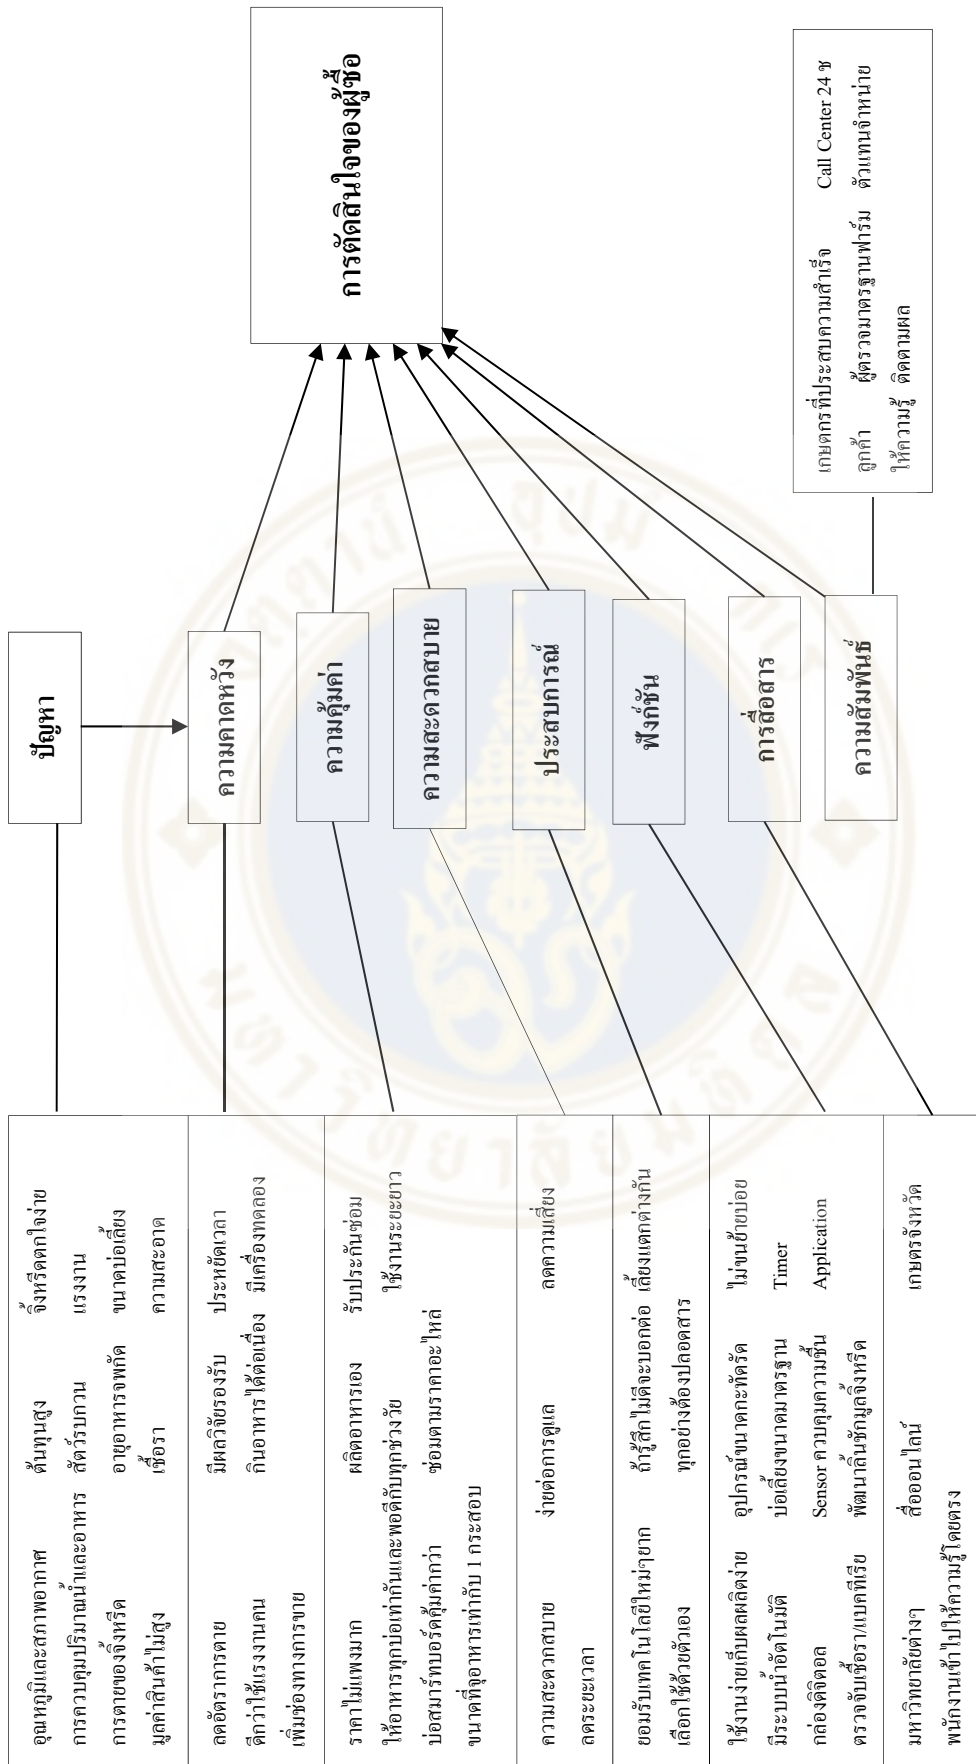 ปัญหา
ความคาดหวัง
ความคุ้มค่า
ความสะดวกสบาย
ประสบการณ์
ฟังก์ชัน
การสื่อสาร
ความสัมพันธ์
การตัดสินใจของผู้ซื้อ
อุณหภูมิและสภาพอากาศ ต้นทุนสูง จิ้งหรีดตกใจง่าย
การควบคุมปริมาณน้ำและอาหาร สัตว์รบกวน แรงงาน
การตายของจิ้งหรีด อายุอาหารจำกัด ขนาดบ่อเลี้ยง
มูลค่าสินค้าไม่สูง เชื้อรา ความสะอาด
ลดอัตราการตาย มีผลวิจัยรองรับ ประหยัดเวลา
ดีกว่าใช้แรงงานคน กินอาหารได้ต่อเนื่อง มีเครื่องทดลอง
เพิ่มช่องทางการขาย
ราคาไม่แพงมาก ผลิตอาหารเอง รับประกันซ่อม
ให้อาหารทุกบ่อเท่ากันและพอดีกับทุกช่วงวัย ใช้งานระยะยาว
บ่อสมาร์ทบอร์ดคุ้มค่ากว่า ซ่อมตามราคาอะไหล่
ขนาดที่จุอาหารเท่ากับ 1 กระสอบ
ความสะดวกสบาย ง่ายต่อการดูแล ลดความเสี่ยง
ลดระยะเวลา
ยอมรับเทคโนโลยีใหม่ๆยาก ถ้ารู้สึกไม่ดีจะบอกต่อ เลี้ยงแตกต่างกัน
เลือกใช้ด้วยตัวเอง ทุกอย่างต้องปลอดสาร
ใช้งานง่ายเก็บผลผลิตง่าย อุปกรณ์ขนาดกะทัดรัด ไม่ขนย้ายบ่อย
มีระบบน้ำอัตโนมัติ บ่อเลี้ยงขนาดมาตรฐาน Timer
กล่องดิจิตอล Sensor ควบคุมความชื้น Application
ตรวจจับเชื้อรา/แบคทีเรีย พัฒนาลิ้นชักมูลจิ้งหรีด
มหาวิทยาลัยต่างๆ สื่อออนไลน์ เกษตรจังหวัด
พนักงานเข้าไปให้ความรู้โดยตรง
เกษตกรที่ประสบความสำเร็จ Call Center 24 ช
ลูกค้า ผู้ตรวจมาตรฐานฟาร์ม ตัวแทนจำหน่าย
ให้ความรู้ ติดตามผล